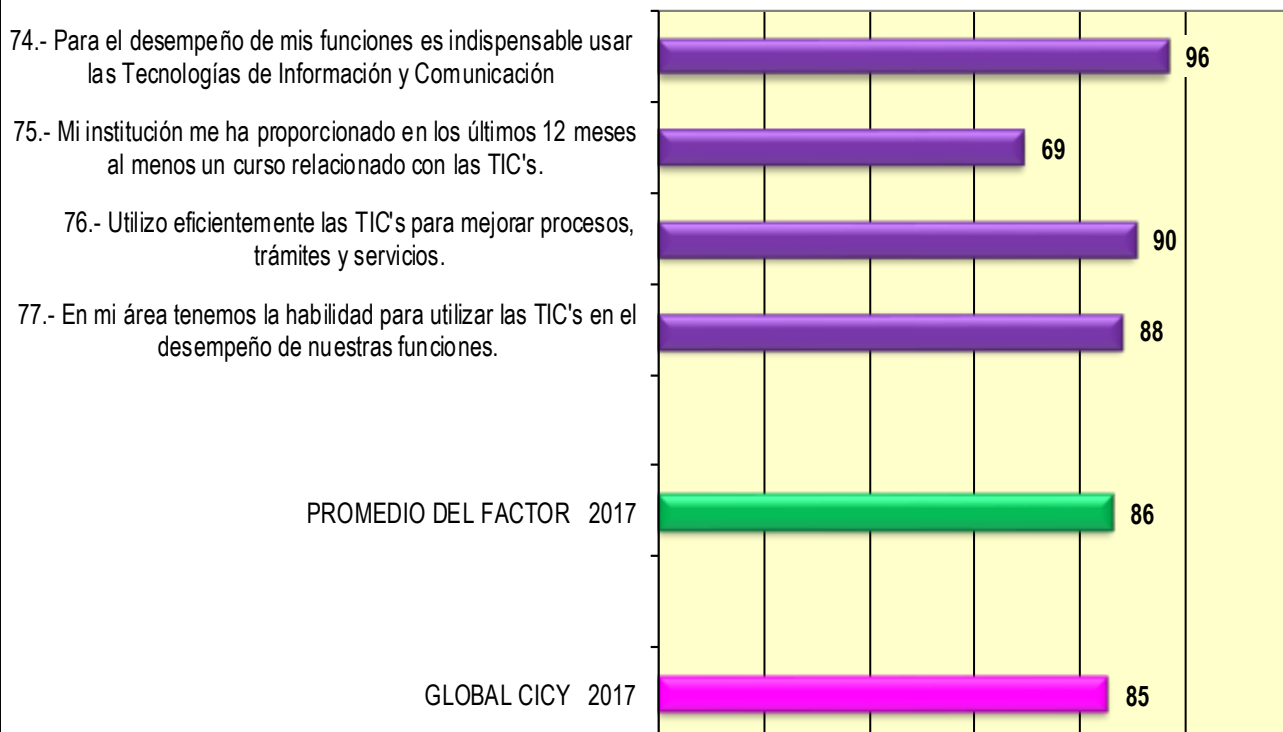 74.- Para el desempeño de mis funciones es indispensable usar
las Tecnologías de Información y Comunicación
96
75.- Mi institución me ha proporcionado en los últimos 12 meses
al menos un curso relacionado con las TIC's.
69
76.- Utilizo eficientemente las TIC's para mejorar procesos,
trámites y servicios.
90
77.- En mi área tenemos la habilidad para utilizar las TIC's en el
desempeño de nuestras funciones.
88
PROMEDIO DEL FACTOR 2017
86
GLOBAL CICY 2017
85